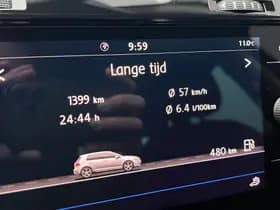 9:59
11.0°C
Lange tijd
1399 km
Ø 57 km/h
24:44 h
Ø 6.4 l/100km
480 km